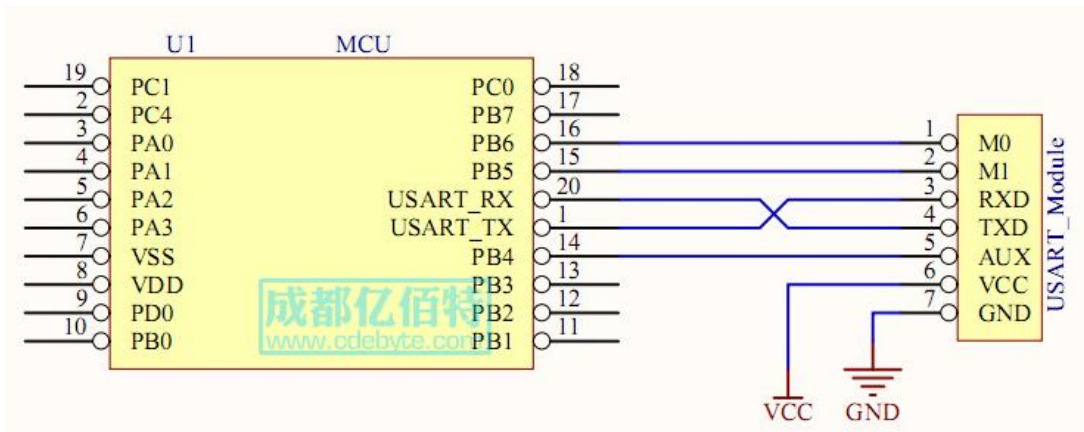 U1 MCU
19 PC1 PC0 18
2 PC4 PB7 17
3 PA0 PB6 16 1 M0
4 PA1 PB5 15 2 M1
5 PA2 USART_RX 20 3 RXD
6 PA3 USART_TX 1 4 TXD
7 VSS PB4 14 5 AUX
8 VDD PB3 13 6 VCC
9 PD0 PB2 12 7 GND
10 PB0 PB1 11
USART_Module
成都亿佰特
www.cdebyte.com
VCC GND